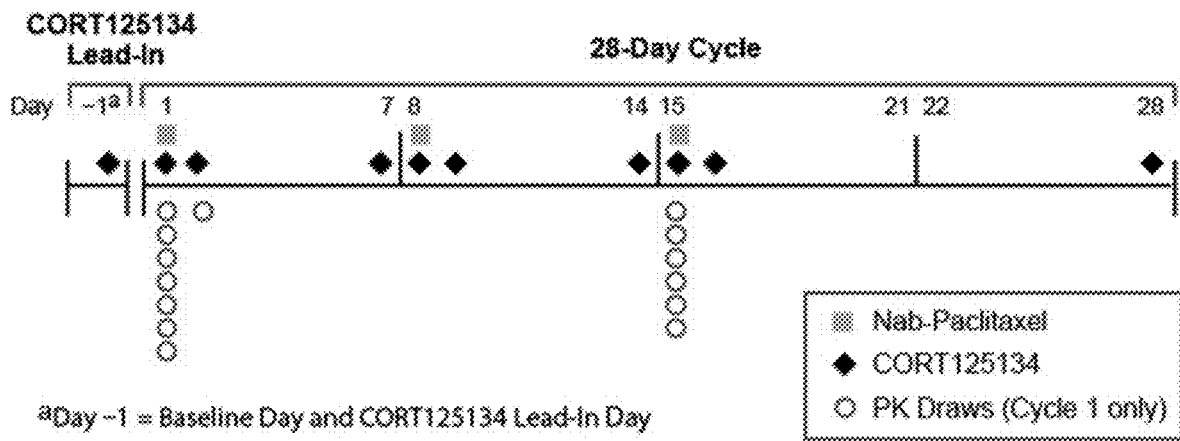 CORT125134
Lead-In
28-Day Cycle
Day −1ª 1 7 8 14 15 21 22 28
Nab-Paclitaxel
CORT125134
PK Draws (Cycle 1 only)
ªDay −1 = Baseline Day and CORT125134 Lead-In Day